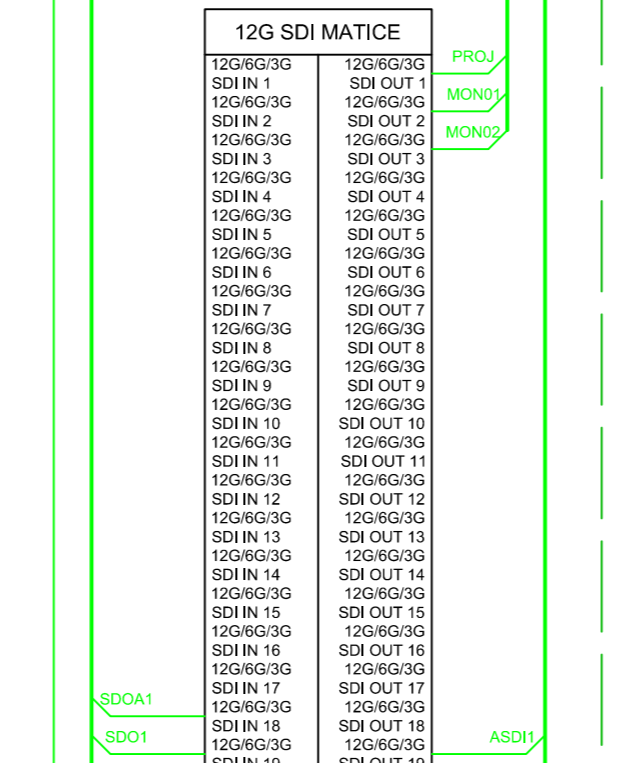 12G SDI MATICE
12G/6G/3G 12G/6G/3G PROJ
SDI IN 1 SDI OUT 1
12G/6G/3G 12G/6G/3G MON01
SDI IN 2 SDI OUT 2
12G/6G/3G 12G/6G/3G MON02
SDI IN 3 SDI OUT 3
12G/6G/3G 12G/6G/3G
SDI IN 4 SDI OUT 4
12G/6G/3G 12G/6G/3G
SDI IN 5 SDI OUT 5
12G/6G/3G 12G/6G/3G
SDI IN 6 SDI OUT 6
12G/6G/3G 12G/6G/3G
SDI IN 7 SDI OUT 7
12G/6G/3G 12G/6G/3G
SDI IN 8 SDI OUT 8
12G/6G/3G 12G/6G/3G
SDI IN 9 SDI OUT 9
12G/6G/3G 12G/6G/3G
SDI IN 10 SDI OUT 10
12G/6G/3G 12G/6G/3G
SDI IN 11 SDI OUT 11
12G/6G/3G 12G/6G/3G
SDI IN 12 SDI OUT 12
12G/6G/3G 12G/6G/3G
SDI IN 13 SDI OUT 13
12G/6G/3G 12G/6G/3G
SDI IN 14 SDI OUT 14
12G/6G/3G 12G/6G/3G
SDI IN 15 SDI OUT 15
12G/6G/3G 12G/6G/3G
SDI IN 16 SDI OUT 16
12G/6G/3G 12G/6G/3G
SDI IN 17 SDI OUT 17
SDOA1 12G/6G/3G 12G/6G/3G
SDI IN 18 SDI OUT 18
SDO1 12G/6G/3G 12G/6G/3G ASDI1
SDI IN 19 SDI OUT 19